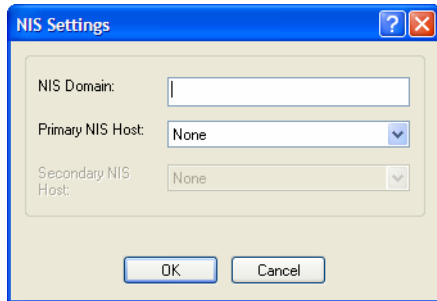 NIS Settings
NIS Domain:
Primary NIS Host: None
Secondary NIS Host: None
OK Cancel